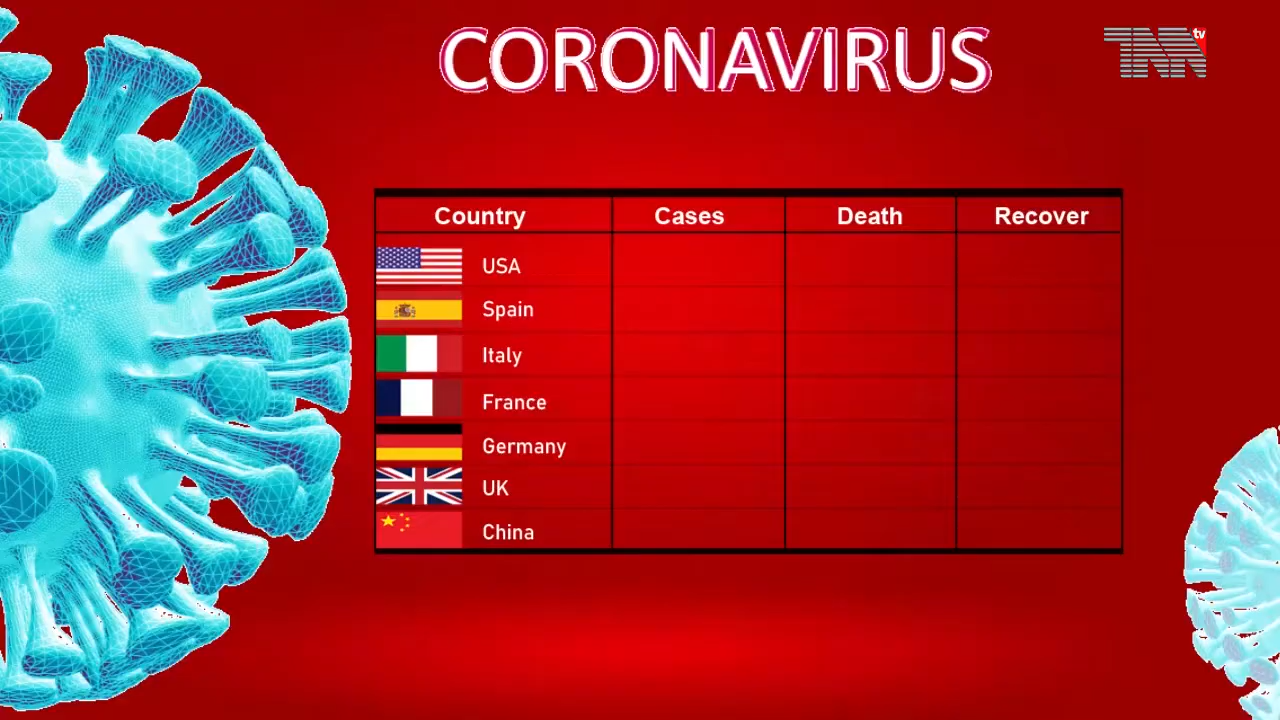 CORONAVIRUS
TNN tv
Country Cases Death Recover
USA
Spain
Italy
France
Germany
UK
China